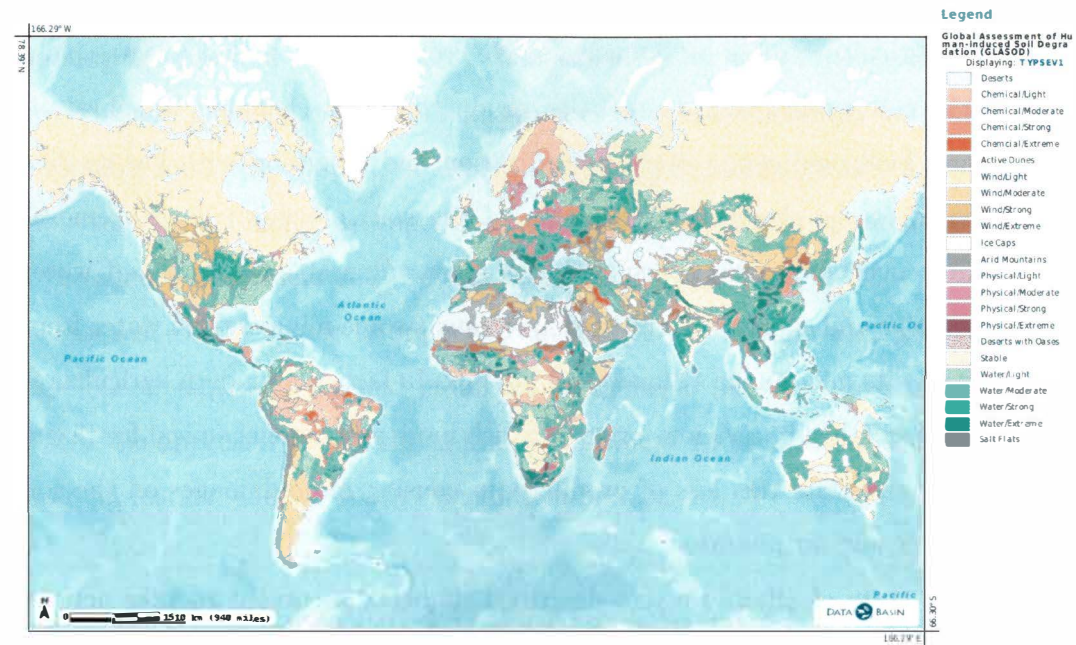 166.29° W
78.39° N
Atlantic
Ocean
Pacific Oc
Pacific Ocean
Indian Ocean
Pacific
N
0 1510 km (940 miles)
DATA BASIN
66.30° S
166.29° E
Legend
Global Assessment of Hu
man-induced Soil Degra
dation (GLASOD)
Displaying: TYPSEV1
Deserts
Chemical/Light
Chemical/Moderate
Chemical/Strong
Chemcial/Extreme
Active Dunes
Wind/Light
Wind/Moderate
Wind/Strong
Wind/Extreme
Ice Caps
Arid Mountains
Physical/Light
Physical/Moderate
Physical/Strong
Physical/Extreme
Deserts with Oases
Stable
Water/Light
Water/Moderate
Water/Strong
Water/Extreme
Salt Flats